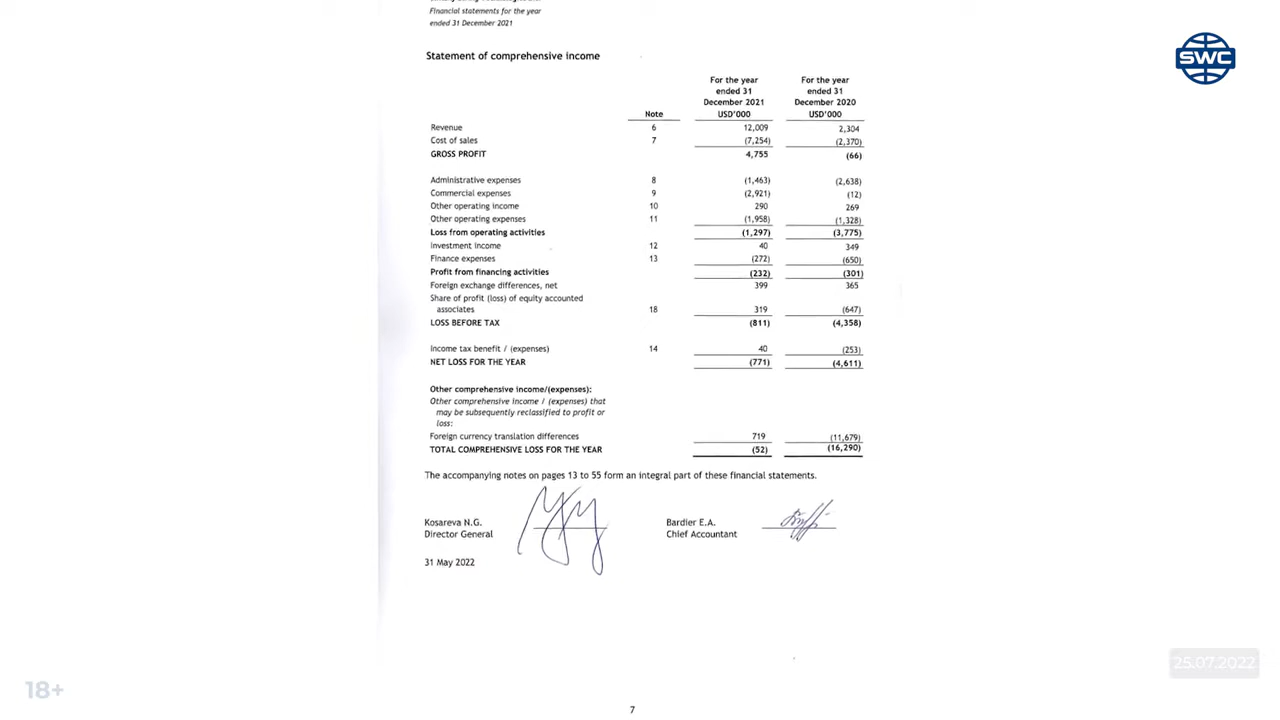 Financial statements for the year
ended 31 December 2021
Statement of comprehensive income
SWC
For the year ended 31 December 2021 USD'000
For the year ended 31 December 2020 USD'000
Note
Revenue 6 12,009 2,304
Cost of sales 7 (7,254) (2,370)
GROSS PROFIT 4,755 (66)
Administrative expenses 8 (1,463) (2,638)
Commercial expenses 9 (2,921) (12)
Other operating income 10 290 269
Other operating expenses 11 (1,958) (1,328)
Loss from operating activities (1,297) (3,775)
Investment income 12 40 349
Finance expenses 13 (272) (650)
Profit from financing activities (232) (301)
Foreign exchange differences, net 399 365
Share of profit (loss) of equity accounted
associates 18 319 (647)
LOSS BEFORE TAX (811) (4,358)
Income tax benefit / (expenses) 14 40 (253)
NET LOSS FOR THE YEAR (771) (4,611)
Other comprehensive income/(expenses):
Other comprehensive income / (expenses) that
may be subsequently reclassified to profit or
loss:
Foreign currency translation differences 719 (11,679)
TOTAL COMPREHENSIVE LOSS FOR THE YEAR (52) (16,290)
The accompanying notes on pages 13 to 55 form an integral part of these financial statements.
Kosareva N.G. Bardier E.A.
Director General Chief Accountant
31 May 2022
25.07.2022
18+
7